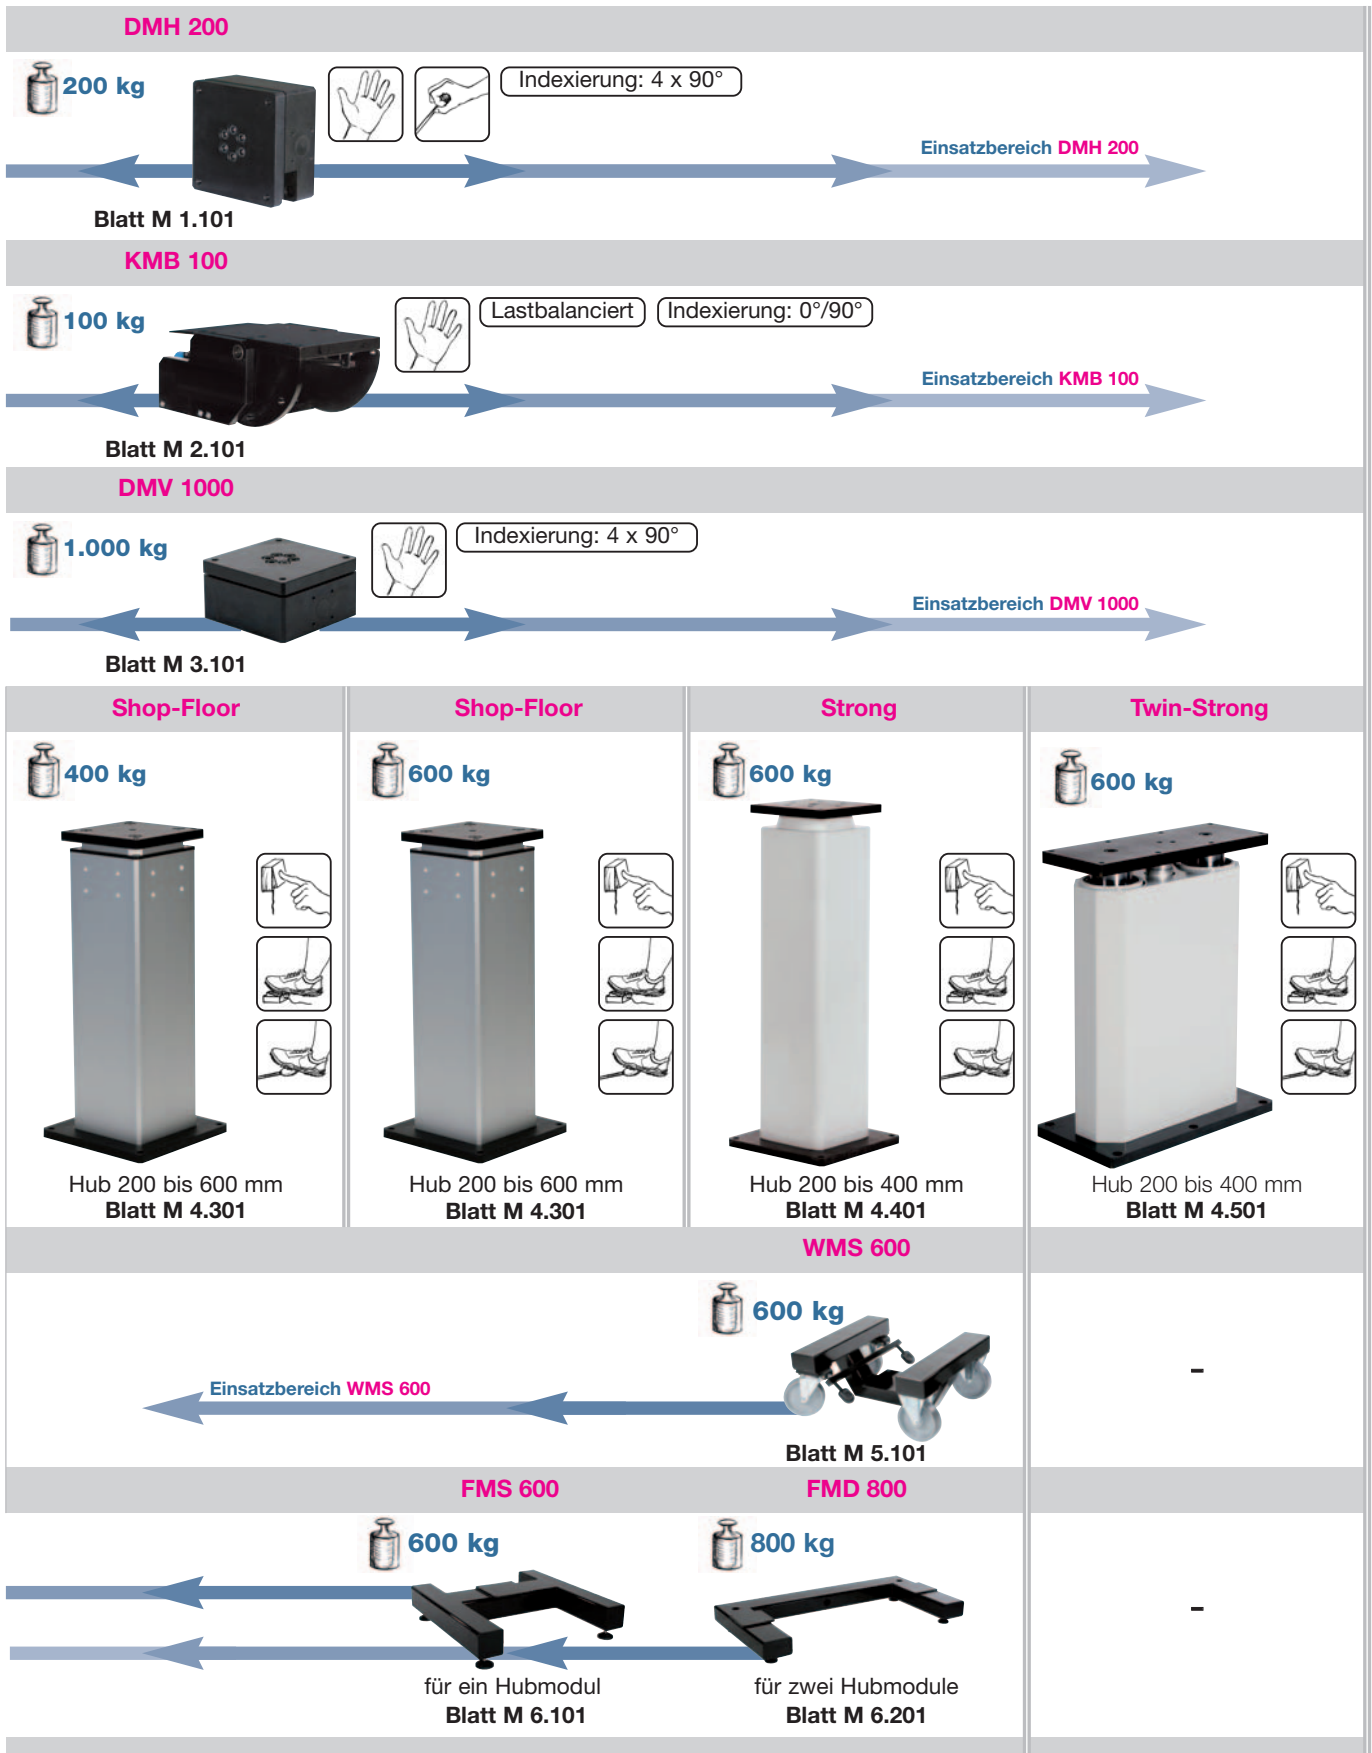 DMH 200
200 kg
Indexierung: 4 x 90°
Einsatzbereich DMH 200
Blatt M 1.101
KMB 100
100 kg
Lastbalanciert
Indexierung: 0°/90°
Einsatzbereich KMB 100
Blatt M 2.101
DMV 1000
1.000 kg
Indexierung: 4 x 90°
Einsatzbereich DMV 1000
Blatt M 3.101
Shop-Floor
Shop-Floor
Strong
Twin-Strong
400 kg
600 kg
600 kg
600 kg
Hub 200 bis 600 mm
Hub 200 bis 600 mm
Hub 200 bis 400 mm
Hub 200 bis 400 mm
Blatt M 4.301
Blatt M 4.301
Blatt M 4.401
Blatt M 4.501
WMS 600
600 kg
-
Einsatzbereich WMS 600
Blatt M 5.101
FMS 600
FMD 800
600 kg
800 kg
-
für ein Hubmodul
für zwei Hubmodule
Blatt M 6.101
Blatt M 6.201